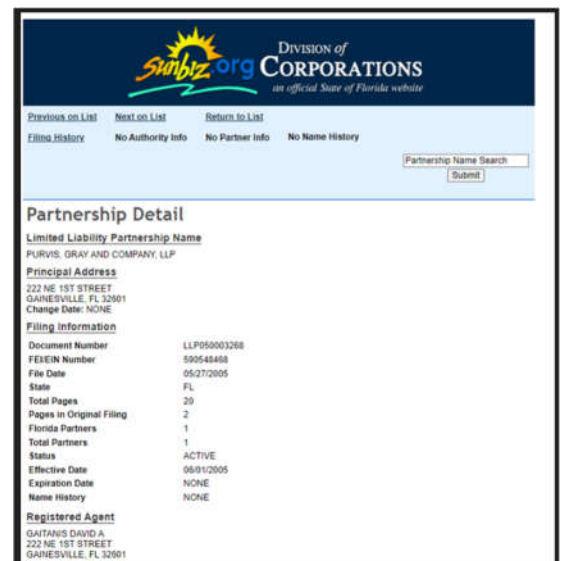 Sunbiz.org
DIVISION of
CORPORATIONS
an official State of Florida website
Previous on List Next on List Return to List
Filing History No Authority Info No Partner Info No Name History
Partnership Name Search
Submit
Partnership Detail
Limited Liability Partnership Name
PURVIS, GRAY AND COMPANY, LLP
Principal Address
222 NE 1ST STREET
GAINESVILLE, FL 32601
Change Date: NONE
Filing Information
Document Number LLP050003268
FEI/EIN Number 590548468
File Date 05/27/2005
State FL
Total Pages 20
Pages in Original Filing 2
Florida Partners 1
Total Partners 1
Status ACTIVE
Effective Date 06/01/2005
Expiration Date NONE
Name History NONE
Registered Agent
GAITANIS DAVID A
222 NE 1ST STREET
GAINESVILLE, FL 32601